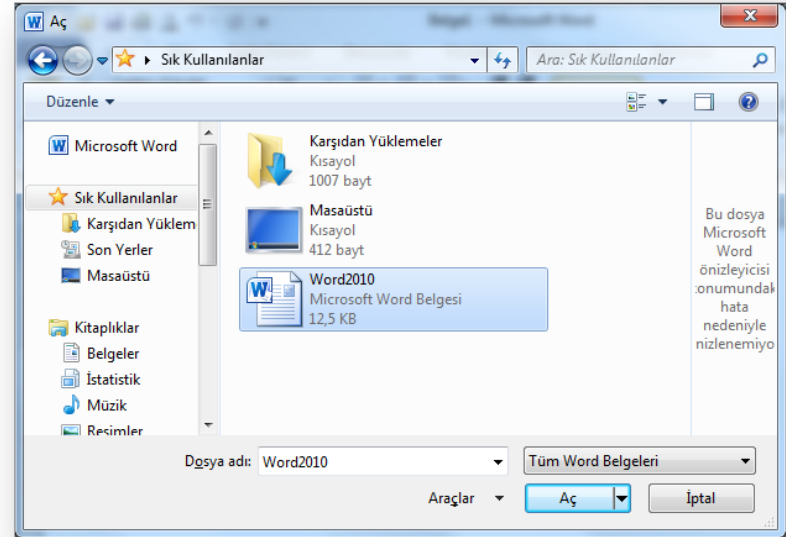 Aç
Sık Kullanılanlar
Ara: Sık Kullanılanlar
Düzenle
Microsoft Word
Sık Kullanılanlar
Karşıdan Yüklem
Son Yerler
Masaüstü
Kitaplıklar
Belgeler
İstatistik
Müzik
Resimler
Karşıdan Yüklemeler
Kısayol
1007 bayt
Masaüstü
Kısayol
412 bayt
Word2010
Microsoft Word Belgesi
12,5 KB
Bu dosya
Microsoft
Word
önizleyicisi
onumundak
hata
nedeniyle
nizlenemiyo
Dosya adı: Word2010
Tüm Word Belgeleri
Araçlar
Aç
İptal